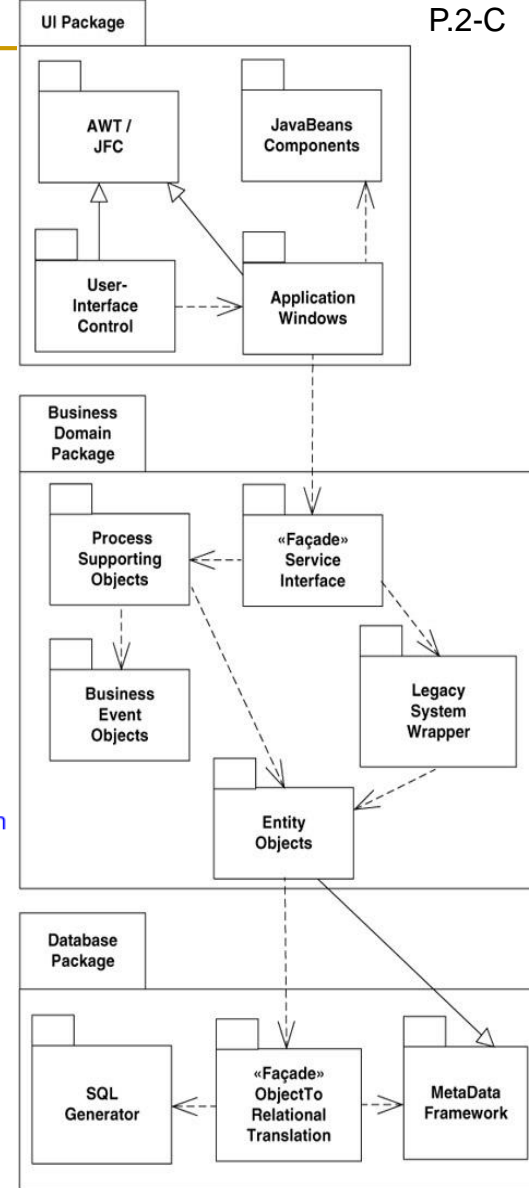 P.2-C
UI Package
AWT /
JFC
JavaBeans
Components
User-
Interface
Control
Application
Windows
Business
Domain
Package
Process
Supporting
Objects
«Façade»
Service
Interface
Business
Event
Objects
Legacy
System
Wrapper
n
Entity
Objects
Database
Package
SQL
Generator
«Façade»
ObjectTo
Relational
Translation
MetaData
Framework